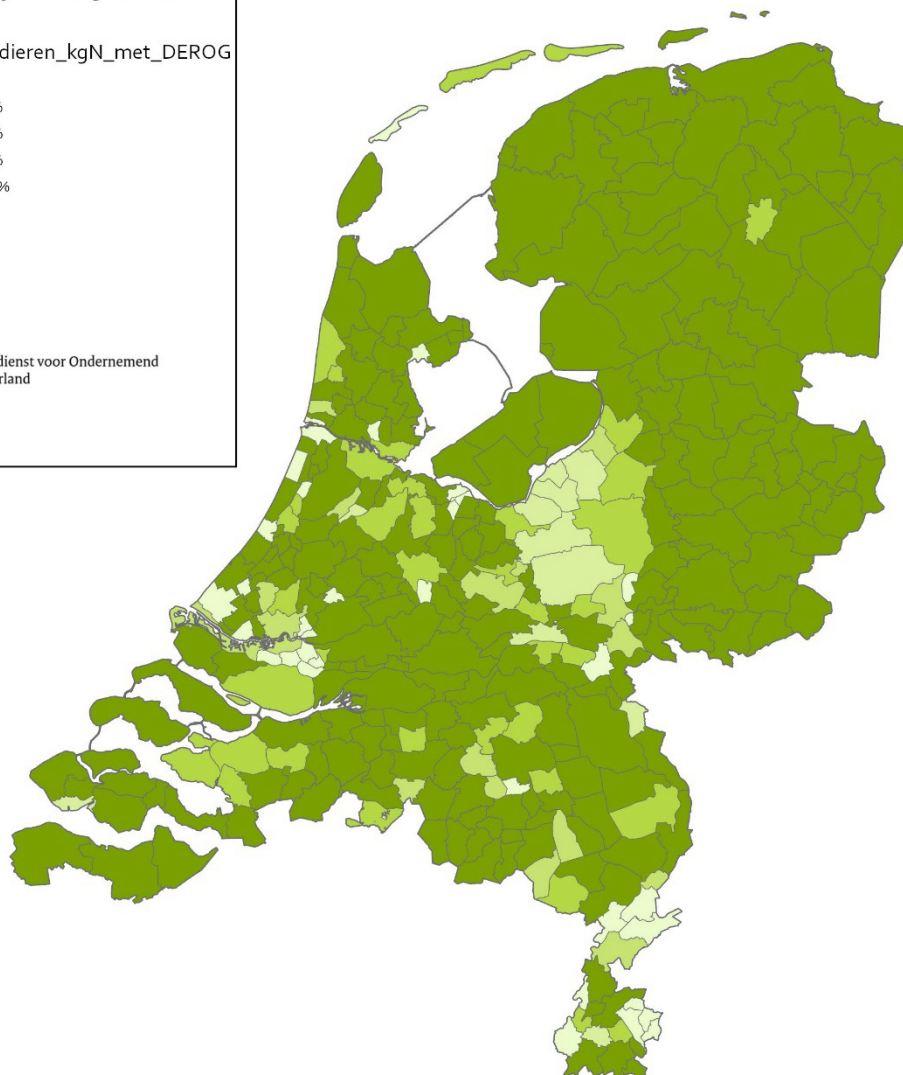 dieren_kgN_met_DEROG
%
%
%
%
dienst voor Ondernemend
rland